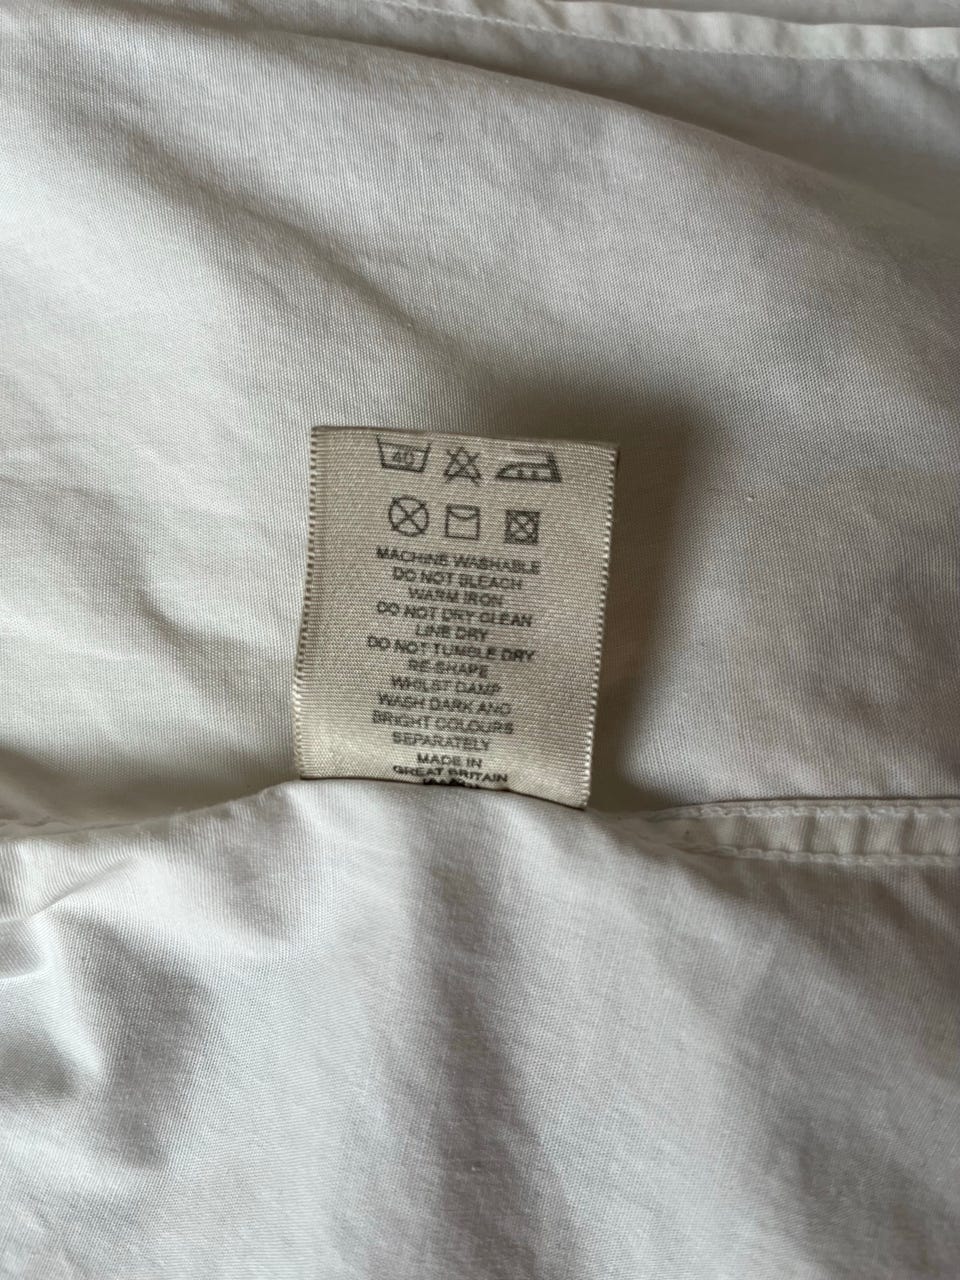 40
MACHINE WASHABLE
DO NOT BLEACH
WARM IRON
DO NOT DRY CLEAN
LINE DRY
DO NOT TUMBLE DRY
RE-SHAPE
WHILST DAMP
WASH DARK AND
BRIGHT COLOURS
SEPARATELY
MADE IN
GREAT BRITAIN